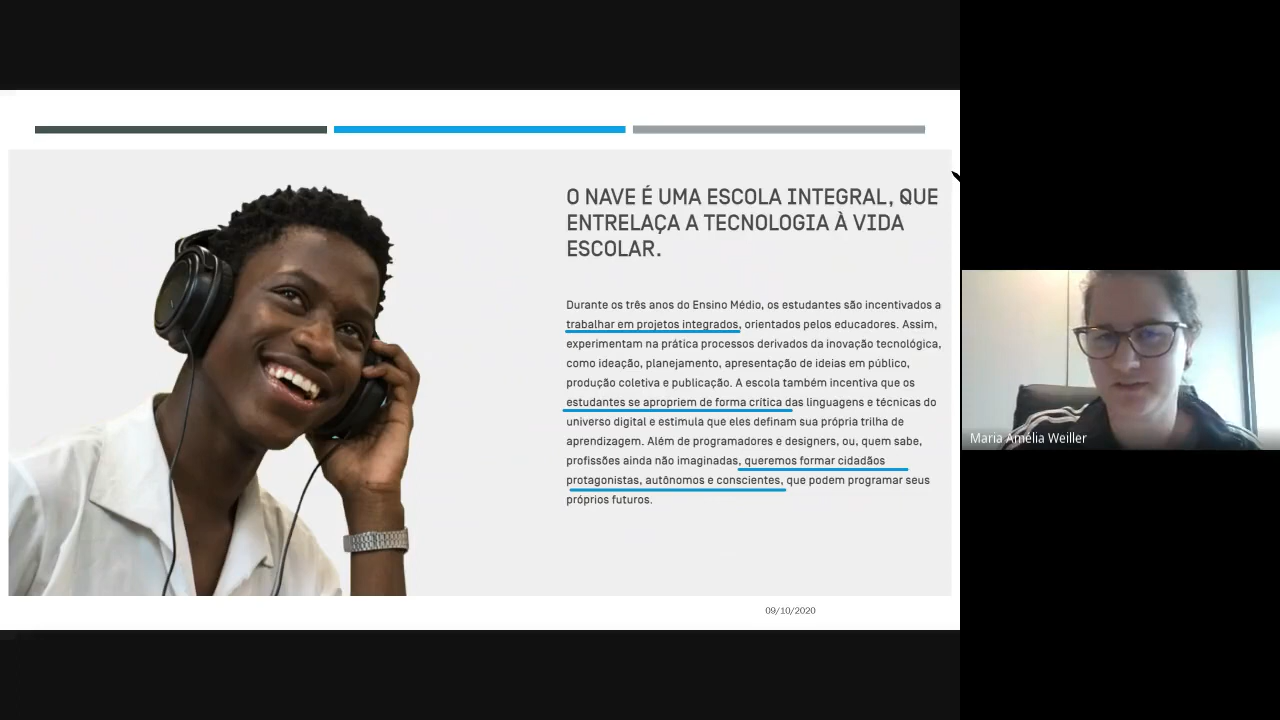 O NAVE É UMA ESCOLA INTEGRAL, QUE
ENTRELAÇA A TECNOLOGIA À VIDA
ESCOLAR.
Durante os três anos do Ensino Médio, os estudantes são incentivados a
trabalhar em projetos integrados, orientados pelos educadores. Assim,
experimentam na prática processos derivados da inovação tecnológica,
como ideação, planejamento, apresentação de ideias em público,
produção coletiva e publicação. A escola também incentiva que os
estudantes se apropriem de forma crítica das linguagens e técnicas do
universo digital e estimula que eles definam sua própria trilha de
aprendizagem. Além de programadores e designers, ou, quem sabe,
profissões ainda não imaginadas, queremos formar cidadãos
protagonistas, autônomos e conscientes, que podem programar seus
próprios futuros.
09/10/2020
Maria Amélia Weiller